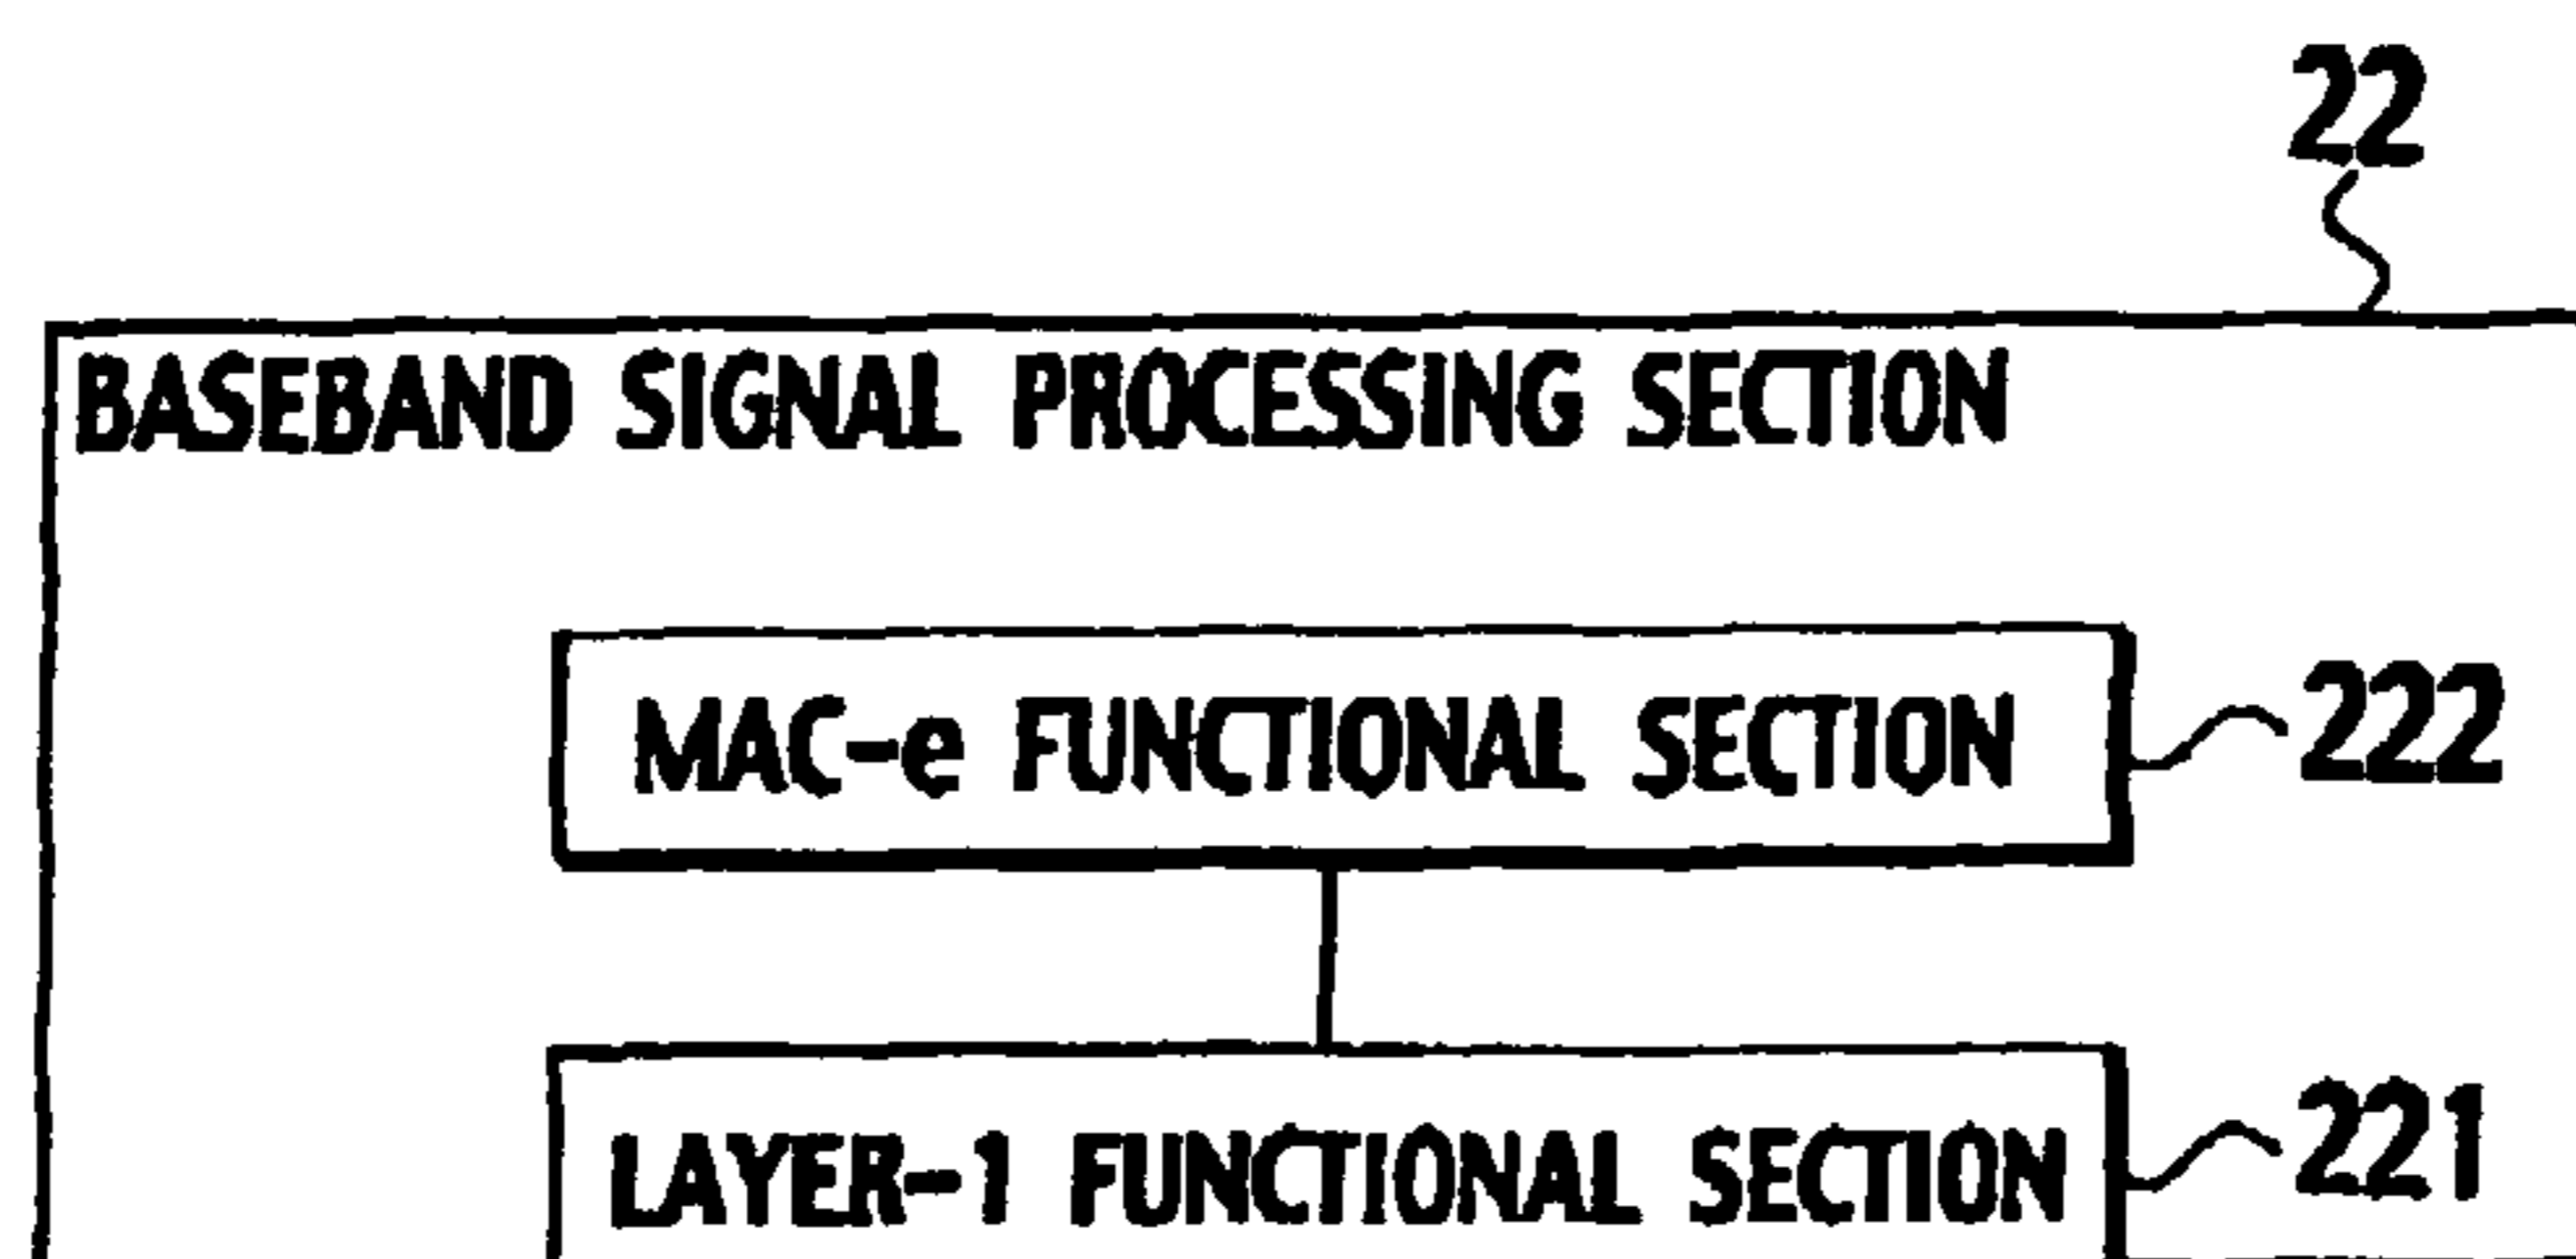 22
BASEBAND SIGNAL PROCESSING SECTION
MAC-e FUNCTIONAL SECTION
222
LAYER-1 FUNCTIONAL SECTION
221